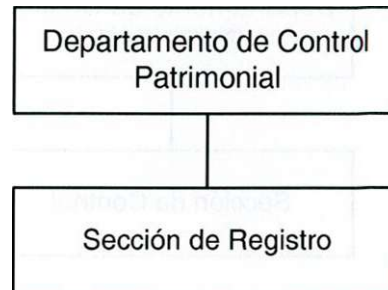 Departamento de Control
Patrimonial
Sección de Registro